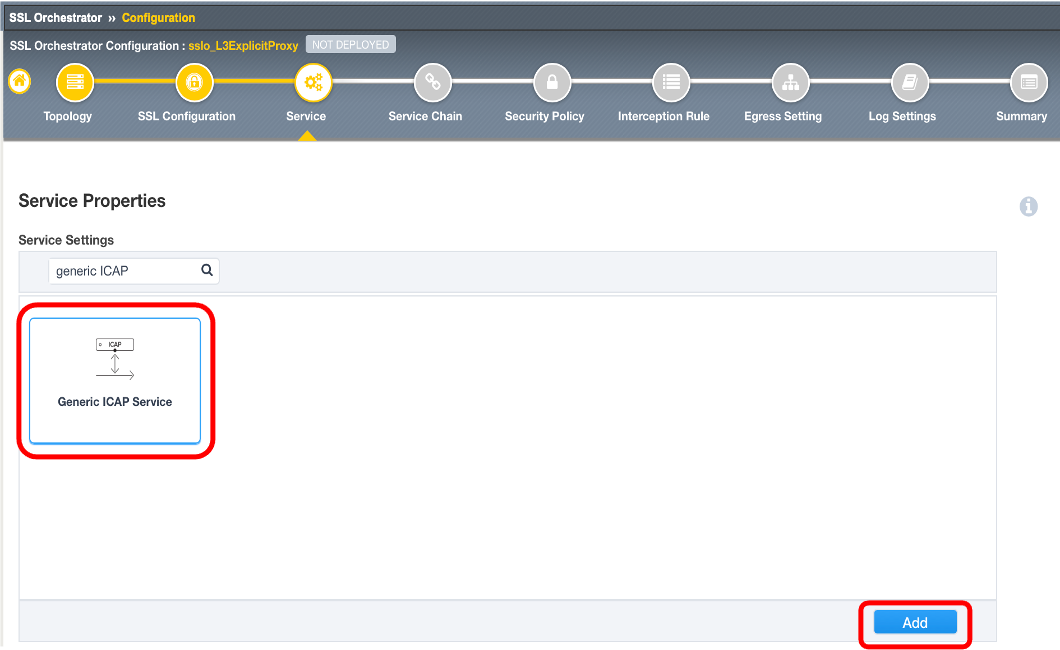 SSL Orchestrator » Configuration
SSL Orchestrator Configuration : sslo_L3ExplicitProxy NOT DEPLOYED
Topology SSL Configuration Service Service Chain Security Policy Interception Rule Egress Setting Log Settings Summary
Service Properties
Service Settings
generic ICAP
ICAP
Generic ICAP Service
Add